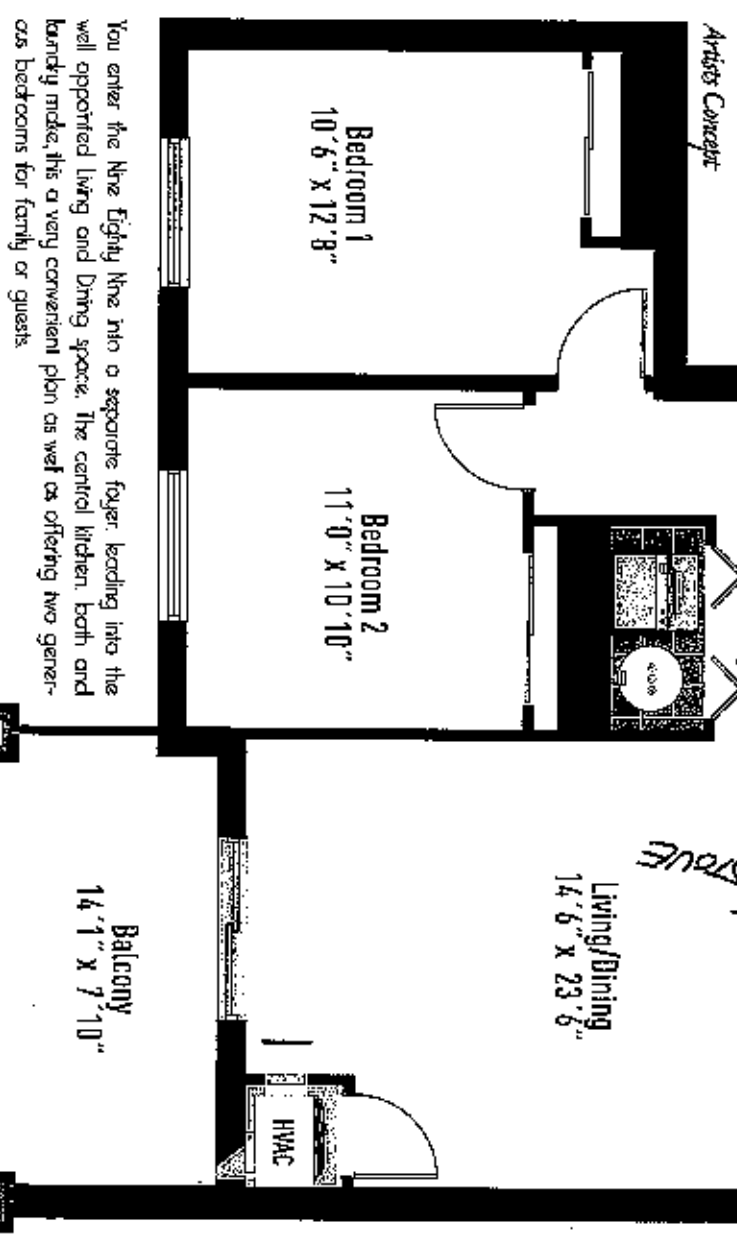 Artists Concept
Bedroom 1
10'6" x 12'8"
Bedroom 2
11'0" x 10'10"
STOVE
Living/Dining
14'6" x 23'6"
HVAC
Balcony
14'1" x 7'10"
You enter the Nine Eighty Nine into a separate foyer, leading into the
well appointed living and Dining space. The central kitchen, bath and
laundry make, this a very convenient plan as well as offering two gener-
ous bedrooms for family or guests.